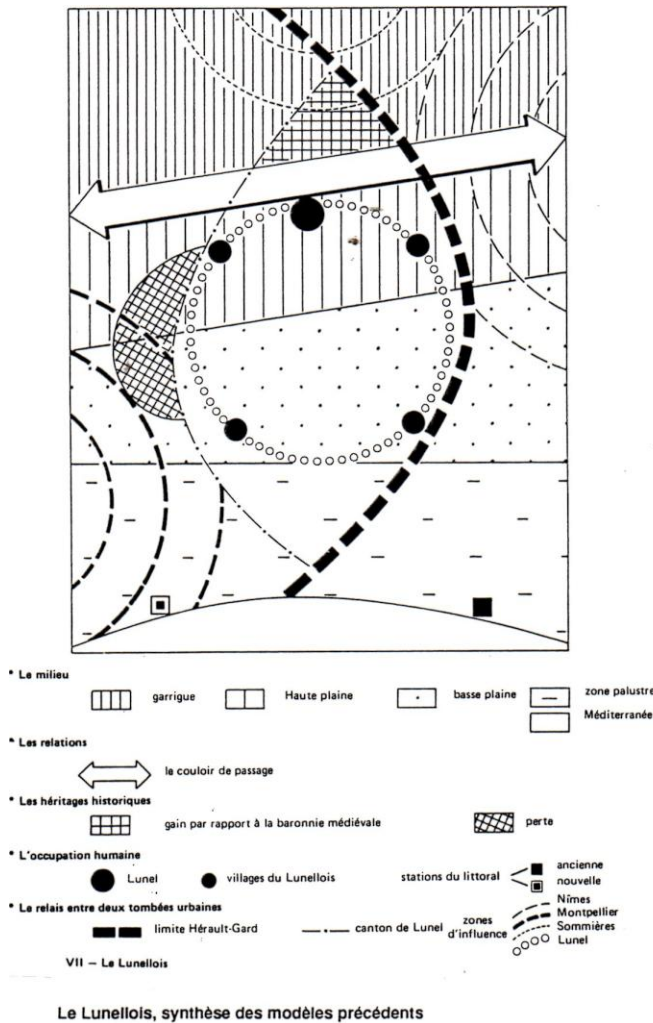 * Le milieu
garrigue Haute plaine basse plaine zone palustre
Méditerranée
* Les relations
le couloir de passage
* Les héritages historiques
gain par rapport à la baronnie médiévale perte
* L'occupation humaine
Lunel villages du Lunellois stations du littoral ancienne
nouvelle
* Le relais entre deux tombées urbaines
limite Hérault-Gard canton de Lunel zones d'influence Nîmes
Montpellier
Sommières
Lunel
VII – Le Lunellois
Le Lunellois, synthèse des modèles précédents